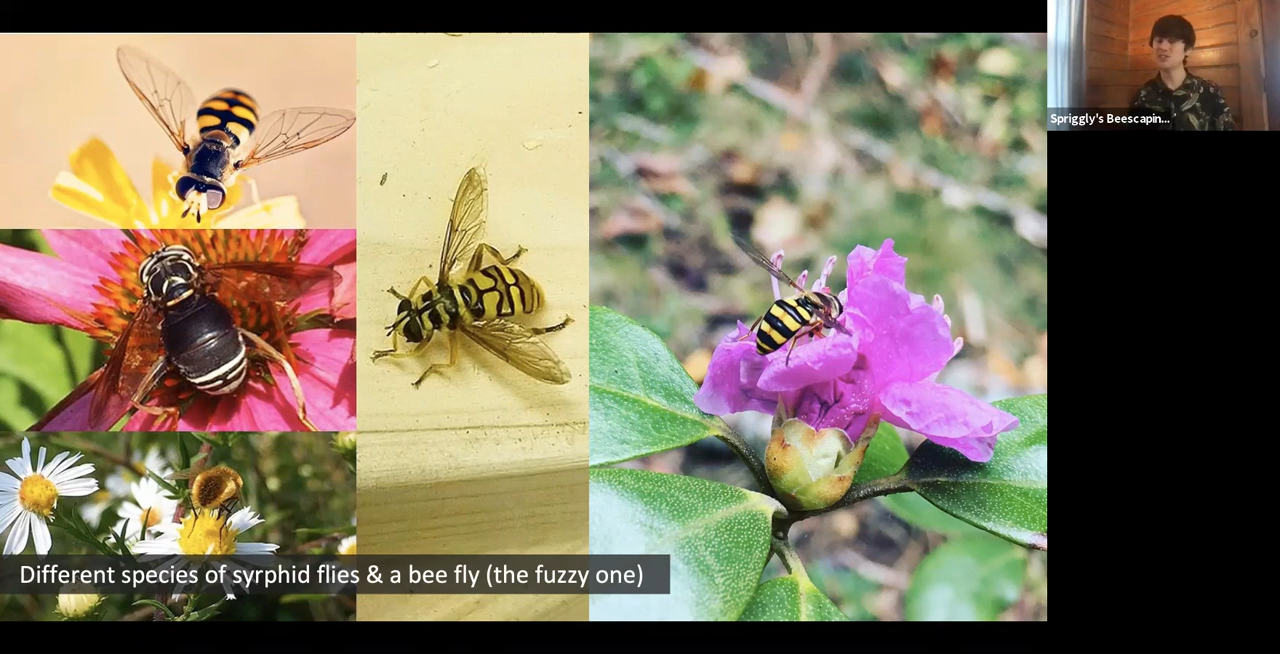 Spriggly's Beescapin...
Different species of syrphid flies & a bee fly (the fuzzy one)